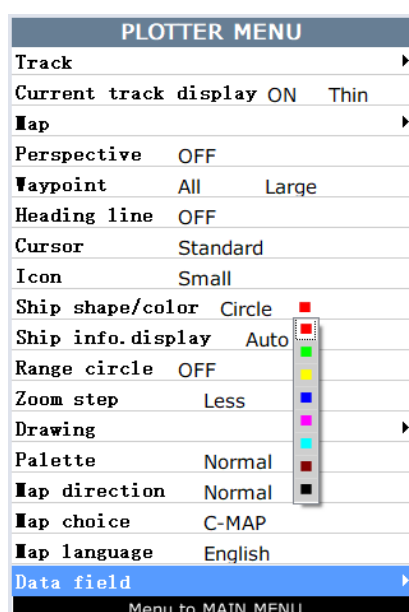 PLOTTER MENU
Track
Current track display ON Thin
Map
Perspective OFF
Waypoint All Large
Heading line OFF
Cursor Standard
Icon Small
Ship shape/color Circle
Ship info.display Auto
Range circle OFF
Zoom step Less
Drawing
Palette Normal
Map direction Normal
Map choice C-MAP
Map language English
Data field
Menu to MAIN MENU